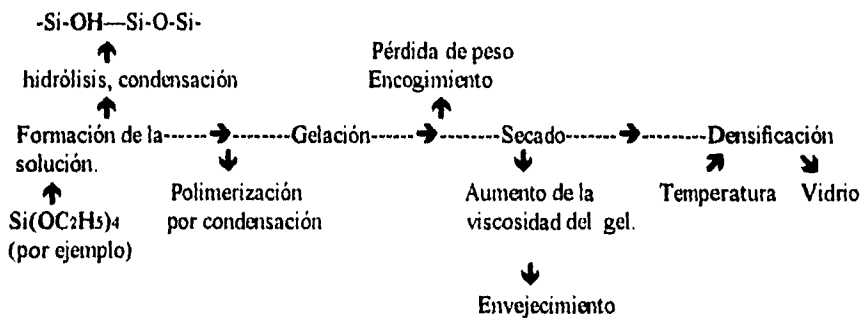 -Si-OH—Si-O-Si-
hidrólisis, condensación
Pérdida de peso
Encogimiento
Formación de la------➔-------Gelación------➔-------Secado------➔-------Densificación
solución.
Polimerización
por condensación
Aumento de la
viscosidad del gel.
Temperatura Vidrio
Si(OC2H5)4
(por ejemplo)
Envejecimiento